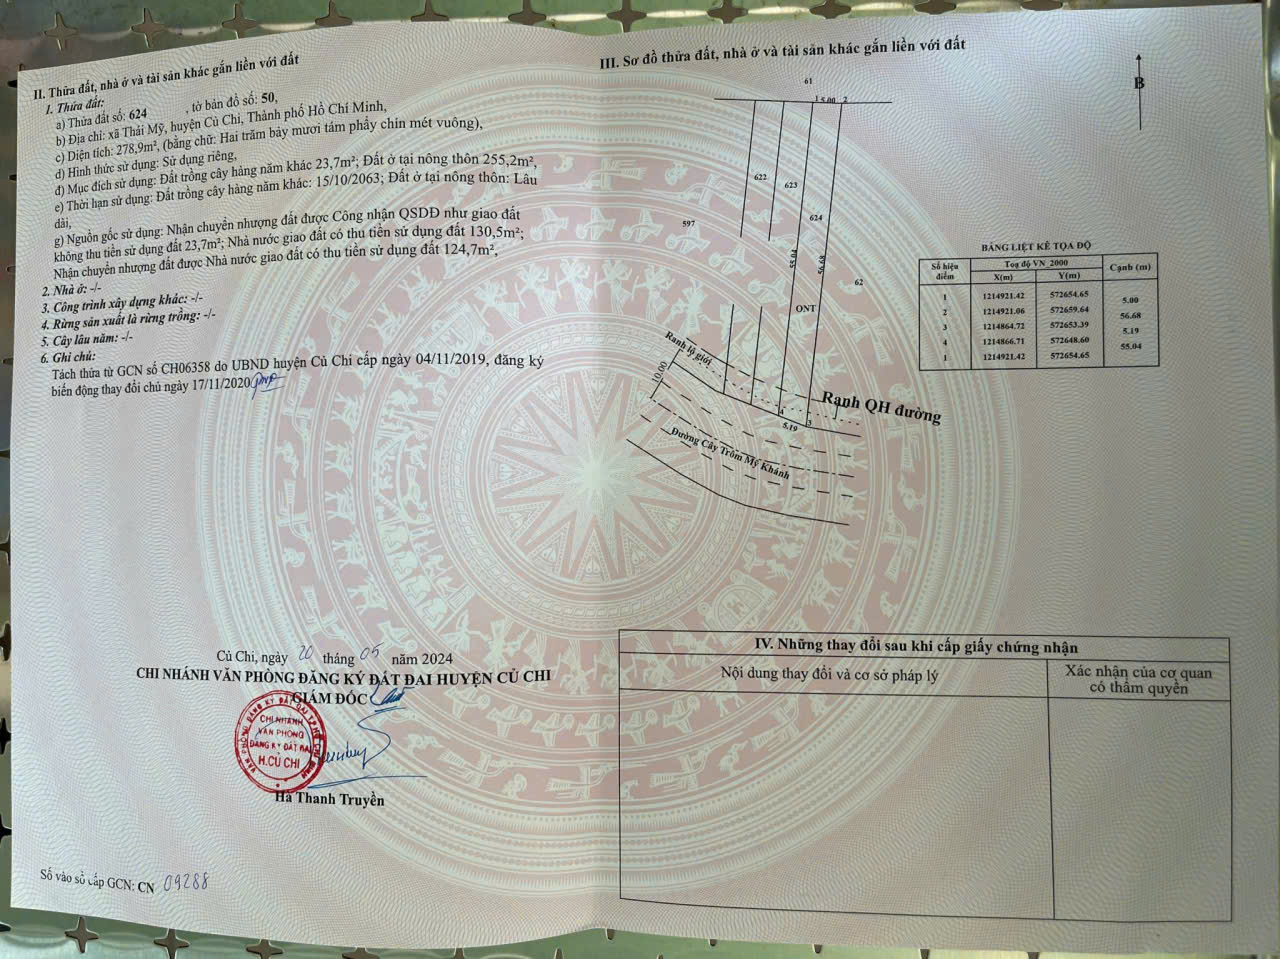 II. Thửa đất, nhà ở và tài sản khác gắn liền với đất
1. Thửa đất:
a) Thửa đất số: 624 , tờ bản đồ số: 50,
b) Địa chỉ: xã Thái Mỹ, huyện Củ Chi, Thành phố Hồ Chí Minh,
c) Diện tích: 278,9m², (bằng chữ: Hai trăm bảy mươi tám phẩy chín mét vuông),
d) Hình thức sử dụng: Sử dụng riêng,
đ) Mục đích sử dụng: Đất trồng cây hàng năm khác 23,7m²; Đất ở tại nông thôn 255,2m²,
e) Thời hạn sử dụng: Đất trồng cây hàng năm khác: 15/10/2063; Đất ở tại nông thôn: Lâu
dài,
g) Nguồn gốc sử dụng: Nhận chuyển nhượng đất được Công nhận QSDĐ như giao đất
không thu tiền sử dụng đất 23,7m²; Nhà nước giao đất có thu tiền sử dụng đất 130,5m²;
Nhận chuyển nhượng đất được Nhà nước giao đất có thu tiền sử dụng đất 124,7m²,
2. Nhà ở: -/-
3. Công trình xây dựng khác: -/-
4. Rừng sản xuất là rừng trồng: -/-
5. Cây lâu năm: -/-
6. Ghi chú:
Tách thửa từ GCN số CH06358 do UBND huyện Củ Chi cấp ngày 04/11/2019, đăng ký
biến động thay đổi chủ ngày 17/11/2020
Củ Chi, ngày 20 tháng 05 năm 2024
CHI NHÁNH VĂN PHÒNG ĐĂNG KÝ ĐẤT ĐAI HUYỆN CỦ CHI
GIÁM ĐỐC
CHI NHÁNH
VĂN PHÒNG
ĐĂNG KÝ ĐẤT ĐAI
H.CỦ CHI
Hà Thanh Truyền
Số vào sổ cấp GCN: CN 09288
III. Sơ đồ thửa đất, nhà ở và tài sản khác gắn liền với đất
B
61
1 5.00 2
622
623
624
597
55.04
56.68
62
ONT
Ranh lộ giới
10.00
Ranh QH đường
4
3
5.19
Đường Cây Trôm Mỹ Khánh
BẢNG LIỆT KÊ TỌA ĐỘ
Số hiệu điểm Toạ độ VN_2000 Cạnh (m)
X(m) Y(m)
1 1214921.42 572654.65
5.00
2 1214921.06 572659.64
56.68
3 1214864.72 572653.39
5.19
4 1214866.71 572648.60
55.04
1 1214921.42 572654.65
IV. Những thay đổi sau khi cấp giấy chứng nhận
Nội dung thay đổi và cơ sở pháp lý
Xác nhận của cơ quan
có thẩm quyền